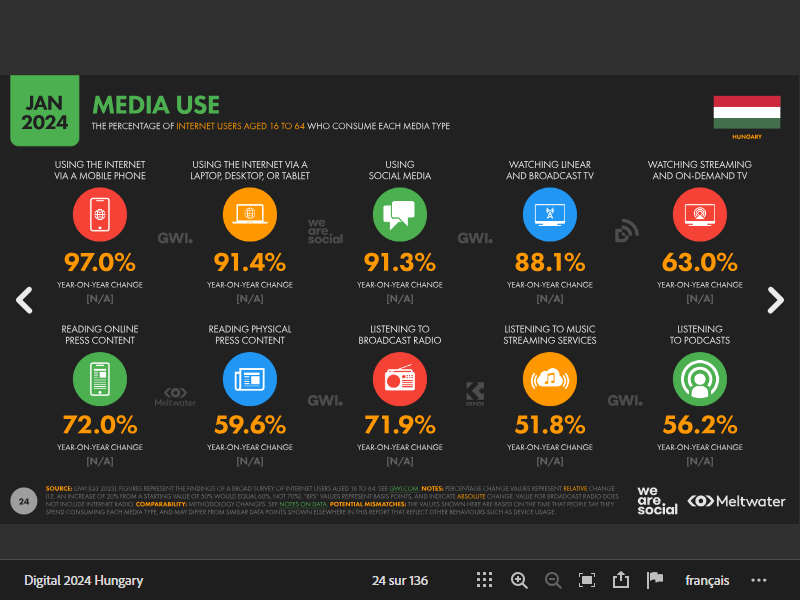 JAN
2024
MEDIA USE
THE PERCENTAGE OF INTERNET USERS AGED 16 TO 64 WHO CONSUME EACH MEDIA TYPE
HUNGARY
USING THE INTERNET
VIA A MOBILE PHONE
97.0%
YEAR-ON-YEAR CHANGE
[N/A]
USING THE INTERNET VIA A
LAPTOP, DESKTOP, OR TABLET
91.4%
YEAR-ON-YEAR CHANGE
[N/A]
USING
SOCIAL MEDIA
91.3%
YEAR-ON-YEAR CHANGE
[N/A]
WATCHING LINEAR
AND BROADCAST TV
88.1%
YEAR-ON-YEAR CHANGE
[N/A]
WATCHING STREAMING
AND ON-DEMAND TV
63.0%
YEAR-ON-YEAR CHANGE
[N/A]
GWI.
we
are.
social
GWI.
READING ONLINE
PRESS CONTENT
72.0%
YEAR-ON-YEAR CHANGE
[N/A]
READING PHYSICAL
PRESS CONTENT
59.6%
YEAR-ON-YEAR CHANGE
[N/A]
LISTENING TO
BROADCAST RADIO
71.9%
YEAR-ON-YEAR CHANGE
[N/A]
LISTENING TO MUSIC
STREAMING SERVICES
51.8%
YEAR-ON-YEAR CHANGE
[N/A]
LISTENING
TO PODCASTS
56.2%
YEAR-ON-YEAR CHANGE
[N/A]
Meltwater
GWI.
KEPIOS
GWI.
24
SOURCE: GWI (Q3 2023). FIGURES REPRESENT THE FINDINGS OF A BROAD SURVEY OF INTERNET USERS AGED 16 TO 64. SEE GWI.COM. NOTES: PERCENTAGE CHANGE VALUES REPRESENT RELATIVE CHANGE
(I.E. AN INCREASE OF 20% FROM A STARTING VALUE OF 50% WOULD EQUAL 60%, NOT 70%). "BPS" VALUES REPRESENT BASIS POINTS, AND INDICATE ABSOLUTE CHANGE. VALUE FOR BROADCAST RADIO DOES
NOT INCLUDE INTERNET RADIO. COMPARABILITY: METHODOLOGY CHANGES. SEE NOTES ON DATA. POTENTIAL MISMATCHES: THE VALUES SHOWN HERE ARE BASED ON THE TIME THAT PEOPLE SAY THEY
SPEND CONSUMING EACH MEDIA TYPE, AND MAY DIFFER FROM SIMILAR DATA POINTS SHOWN ELSEWHERE IN THIS REPORT THAT REFLECT OTHER BEHAVIOURS SUCH AS DEVICE USAGE.
we
are.
social
Meltwater
Digital 2024 Hungary
24 sur 136
français